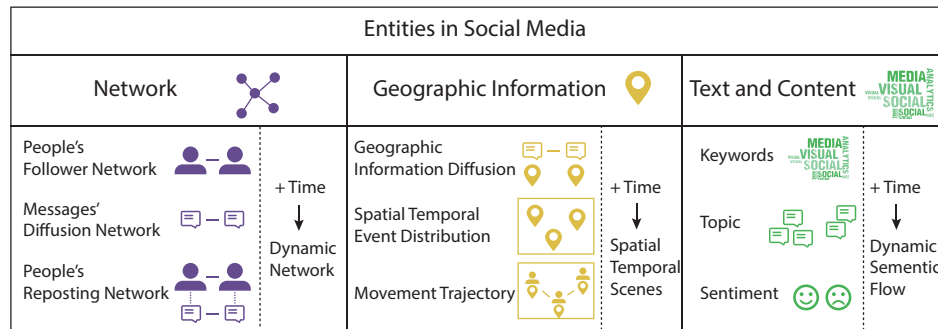 Entities in Social Media
Network
Geographic Information
Text and Content
MEDIA
VISUAL
SOCIAL
ANALYTICS
People's
Follower Network
Messages'
Diffusion Network
People's
Reposting Network
+ Time
Dynamic
Network
Geographic
Information Diffusion
Spatial Temporal
Event Distribution
Movement Trajectory
+ Time
Spatial
Temporal
Scenes
Keywords
MEDIA
VISUAL
SOCIAL
ANALYTICS
Topic
Sentiment
+ Time
Dynamic
Sementic
Flow